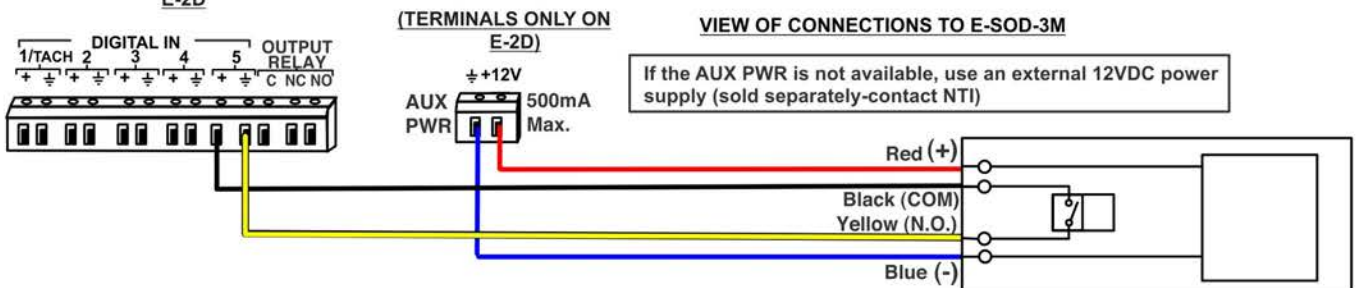 E-2D
DIGITAL IN
1/TACH 2 3 4 5
OUTPUT
RELAY
+ ⏚ + ⏚ + ⏚ + ⏚ + ⏚ C NC NO
(TERMINALS ONLY ON
E-2D)
⏚ +12V
AUX
PWR
500mA
Max.
VIEW OF CONNECTIONS TO E-SOD-3M
If the AUX PWR is not available, use an external 12VDC power
supply (sold separately-contact NTI)
Red (+)
Black (COM)
Yellow (N.O.)
Blue (-)